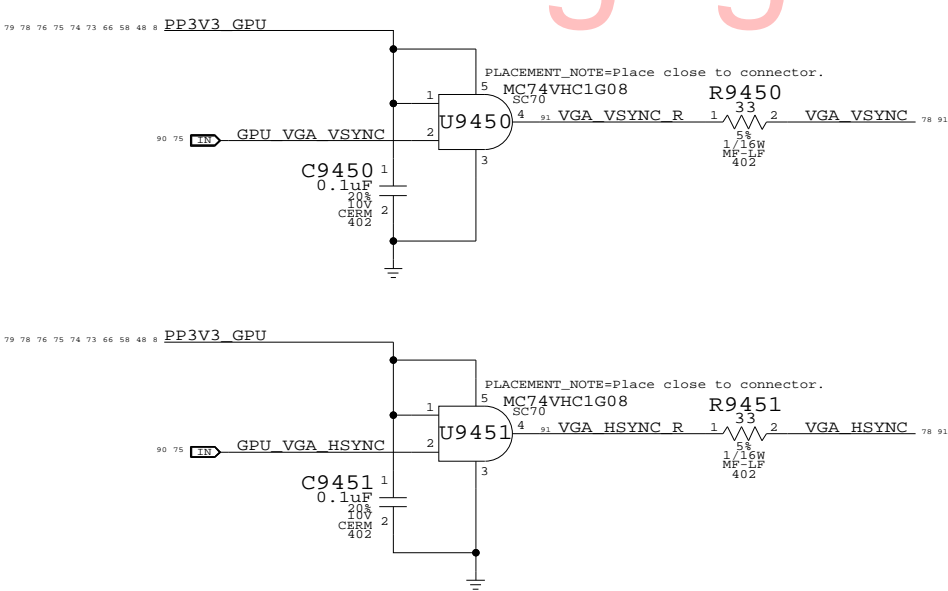 79 78 76 75 74 73 66 58 48 8 PP3V3_GPU
PLACEMENT_NOTE=Place close to connector.
5 MC74VHC1G08
SC70
R9450
33
1
U9450
4
91 VGA_VSYNC_R
1
2
VGA_VSYNC
78 91
5%
1/16W
MF-LF
402
90 75 IN GPU_VGA_VSYNC
2
3
C9450 1
0.1uF
20%
10V
CERM 2
402
79 78 76 75 74 73 66 58 48 8 PP3V3_GPU
PLACEMENT_NOTE=Place close to connector.
5 MC74VHC1G08
SC70
R9451
33
1
U9451
4
91 VGA_HSYNC_R
1
2
VGA_HSYNC
78 91
5%
1/16W
MF-LF
402
90 75 IN GPU_VGA_HSYNC
2
3
C9451 1
0.1uF
20%
10V
CERM 2
402